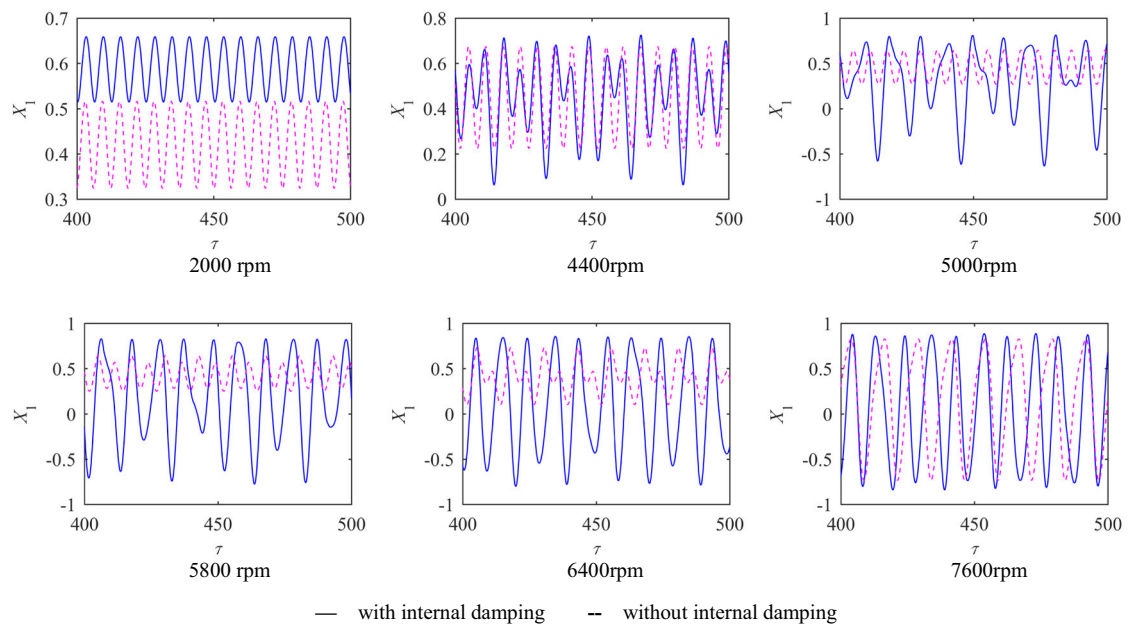 0.7
0.6
0.5
0.4
0.3
X1
400 450 500
τ
2000 rpm
0.8
0.6
0.4
0.2
0
X1
400 450 500
τ
4400rpm
1
0.5
0
-0.5
-1
X1
400 450 500
τ
5000rpm
1
0.5
0
-0.5
-1
X1
400 450 500
τ
5800 rpm
1
0.5
0
-0.5
-1
X1
400 450 500
τ
6400rpm
1
0.5
0
-0.5
-1
X1
400 450 500
τ
7600rpm
— with internal damping -- without internal damping